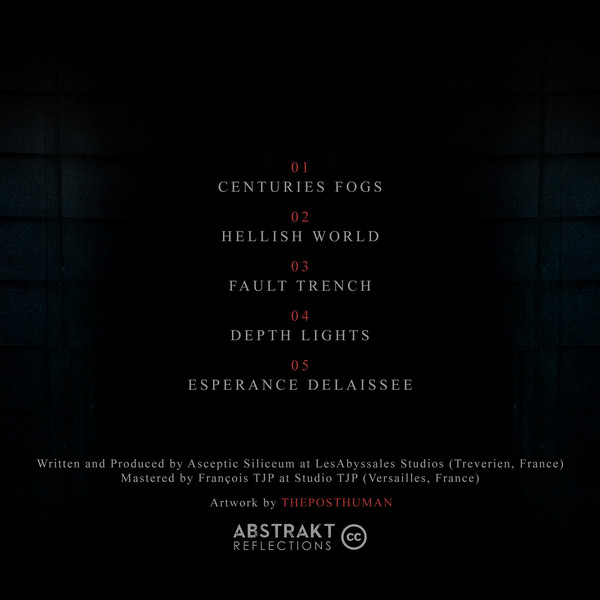 01
CENTURIES FOGS
02
HELLISH WORLD
03
FAULT TRENCH
04
DEPTH LIGHTS
05
ESPERANCE DELAISSEE
Written and Produced by Asceptic Siliceum at LesAbyssales Studios (Treverien, France)
Mastered by François TJP at Studio TJP (Versailles, France)
Artwork by THEPOSTHUMAN
ABSTRAKT
REFLECTIONS
cc